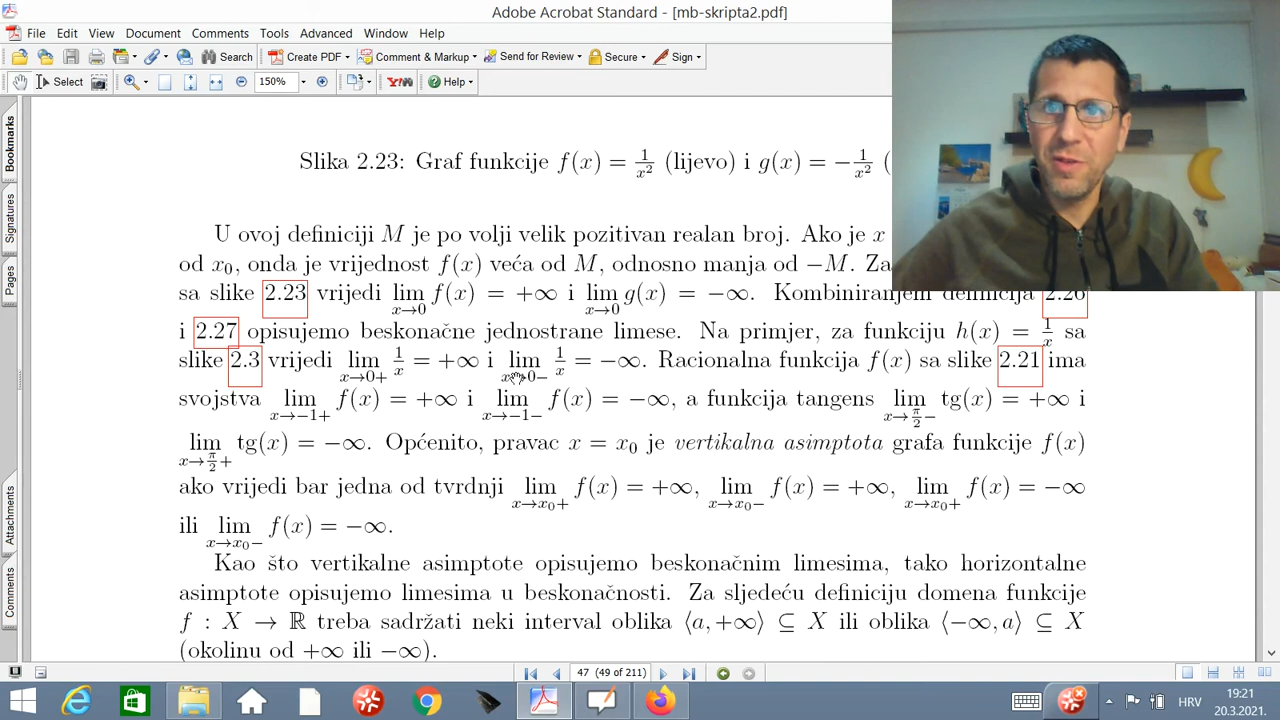 Adobe Acrobat Standard - [mb-skripta2.pdf]
File Edit View Document Comments Tools Advanced Window Help
Search Create PDF Comment & Markup Send for Review Secure Sign
Select 150% Y! Help
Bookmarks
Signatures
Pages
Attachments
Comments
Slika 2.23: Graf funkcije f(x) = 1/x² (lijevo) i g(x) = −1/x² (
U ovoj definiciji M je po volji velik pozitivan realan broj. Ako je x
od x₀, onda je vrijednost f(x) veća od M, odnosno manja od −M. Za
sa slike 2.23 vrijedi lim x→0 f(x) = +∞ i lim x→0 g(x) = −∞. Kombiniranjem definicija 2.26
i 2.27 opisujemo beskonačne jednostrane limese. Na primjer, za funkciju h(x) = 1/x sa
slike 2.3 vrijedi lim x→0+ 1/x = +∞ i lim x→0− 1/x = −∞. Racionalna funkcija f(x) sa slike 2.21 ima
svojstva lim x→−1+ f(x) = +∞ i lim x→−1− f(x) = −∞, a funkcija tangens lim x→π/2− tg(x) = +∞ i
lim x→π/2+ tg(x) = −∞. Općenito, pravac x = x₀ je vertikalna asimptota grafa funkcije f(x)
ako vrijedi bar jedna od tvrdnji lim x→x₀+ f(x) = +∞, lim x→x₀− f(x) = +∞, lim x→x₀+ f(x) = −∞
ili lim x→x₀− f(x) = −∞.
Kao što vertikalne asimptote opisujemo beskonačnim limesima, tako horizontalne
asimptote opisujemo limesima u beskonačnosti. Za sljedeću definiciju domena funkcije
f : X → ℝ treba sadržati neki interval oblika ⟨a, +∞⟩ ⊆ X ili oblika ⟨−∞, a⟩ ⊆ X
(okolinu od +∞ ili −∞).
47 (49 of 211)
HRV
19:21
20.3.2021.